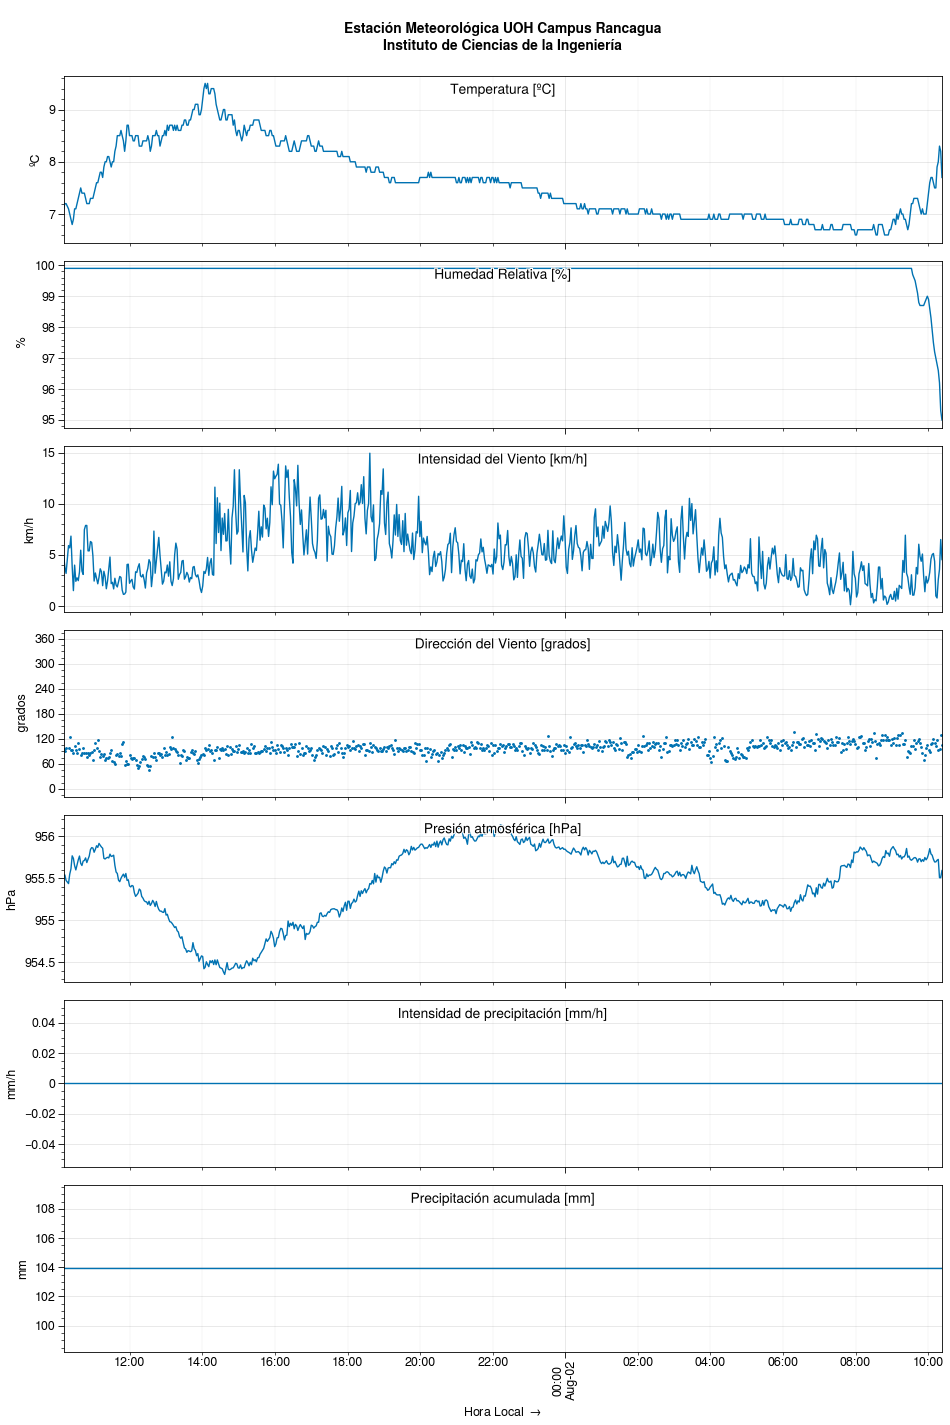 Estación Meteorológica UOH Campus Rancagua
Instituto de Ciencias de la Ingeniería
Temperatura [ºC]
9
8
7
ºC
Humedad Relativa [%]
100
99
98
97
96
95
%
Intensidad del Viento [km/h]
15
10
5
0
km/h
Dirección del Viento [grados]
360
300
240
180
120
60
0
grados
Presión atmosférica [hPa]
956
955.5
955
954.5
hPa
Intensidad de precipitación [mm/h]
0.04
0.02
0
−0.02
−0.04
mm/h
Precipitación acumulada [mm]
108
106
104
102
100
mm
12:00 14:00 16:00 18:00 20:00 22:00 00:00 02:00 04:00 06:00 08:00 10:00
Aug-02
Hora Local →